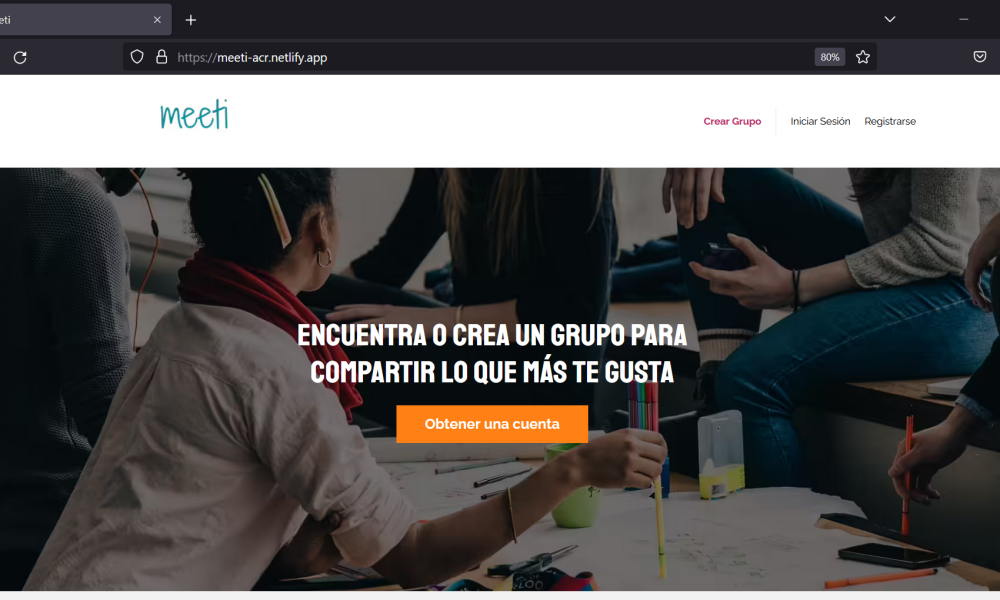 eti
https://meeti-acr.netlify.app
80%
meeti
Crear Grupo
Iniciar Sesión
Registrarse
ENCUENTRA O CREA UN GRUPO PARA
COMPARTIR LO QUE MÁS TE GUSTA
Obtener una cuenta